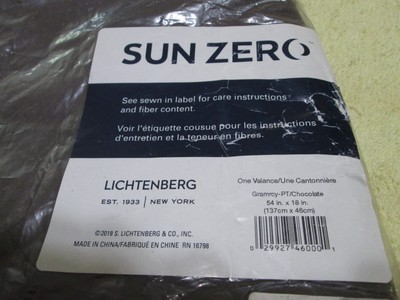 SUN ZERO™
See sewn in label for care instructions
and fiber content.
Voir l'étiquette cousue pour les instructions
d'entretien et la teneur en fibres.
LICHTENBERG
EST. 1933 | NEW YORK
One Valance/Une Cantonnière
Gramrcy-PT/Chocolate
54 in. x 18 in.
(137cm x 46cm)
©2019 S. LICHTENBERG & CO., INC.
MADE IN CHINA/FABRIQUÉ EN CHINE RN 16798
0 29927 46000 1